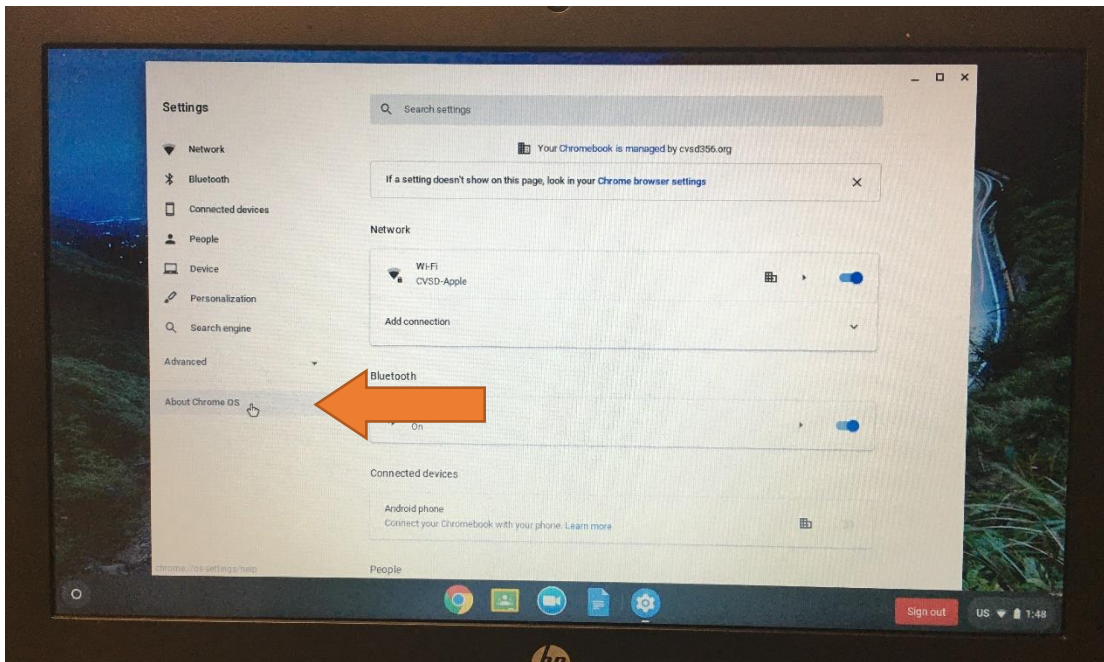 Settings
Search settings
Network
Bluetooth
Connected devices
People
Device
Personalization
Search engine
Advanced
About Chrome OS
Your Chromebook is managed by cvsd356.org
If a setting doesn't show on this page, look in your Chrome browser settings
Network
Wi-Fi
CVSD-Apple
Add connection
Bluetooth
On
Connected devices
Android phone
Connect your Chromebook with your phone. Learn more
People
chrome://os-settings/help
Sign out
US
1:48
hp